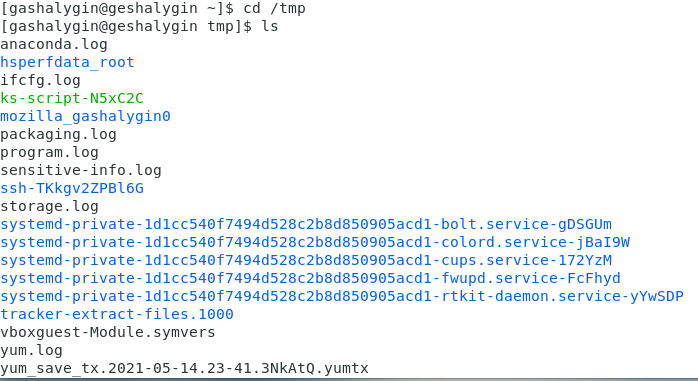 [gashalygin@geshalygin ~]$ cd /tmp
[gashalygin@geshalygin tmp]$ ls
anaconda.log
hsperfdata_root
ifcfg.log
ks-script-N5xC2C
mozilla_gashalygin0
packaging.log
program.log
sensitive-info.log
ssh-TKkgv2ZPBl6G
storage.log
systemd-private-1d1cc540f7494d528c2b8d850905acd1-bolt.service-gDSGUm
systemd-private-1d1cc540f7494d528c2b8d850905acd1-colord.service-jBaI9W
systemd-private-1d1cc540f7494d528c2b8d850905acd1-cups.service-172YzM
systemd-private-1d1cc540f7494d528c2b8d850905acd1-fwupd.service-FcFhyd
systemd-private-1d1cc540f7494d528c2b8d850905acd1-rtkit-daemon.service-yYwSDP
tracker-extract-files.1000
vboxguest-Module.symvers
yum.log
yum_save_tx.2021-05-14.23-41.3NkAtQ.yumtx